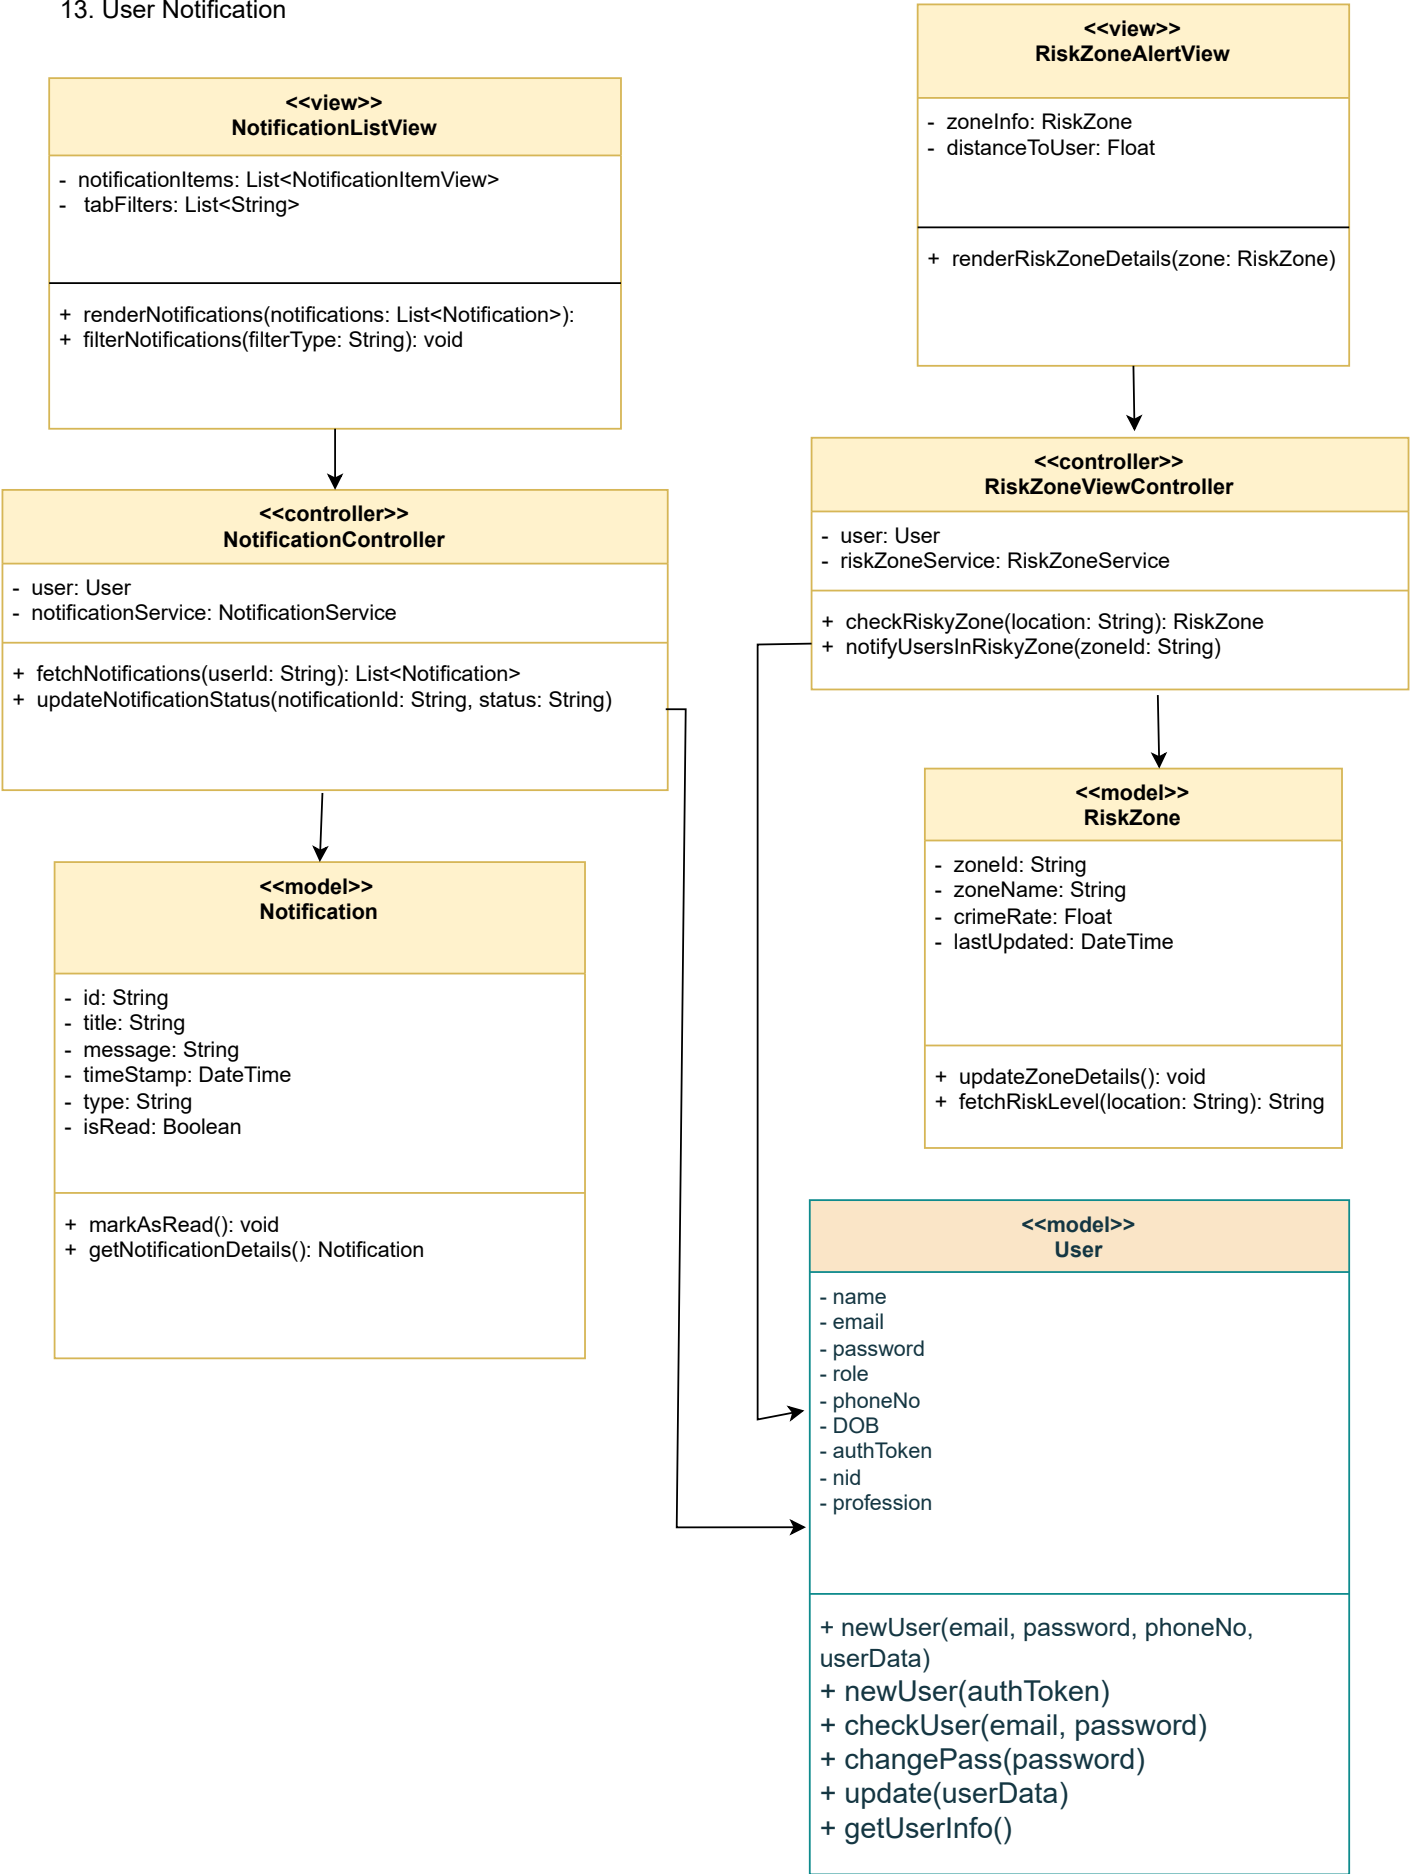 13. User Notification
<<view>>
NotificationListView
- notificationItems: List<NotificationItemView>
- tabFilters: List<String>
+ renderNotifications(notifications: List<Notification>):
+ filterNotifications(filterType: String): void
<<controller>>
NotificationController
- user: User
- notificationService: NotificationService
+ fetchNotifications(userId: String): List<Notification>
+ updateNotificationStatus(notificationId: String, status: String)
<<model>>
Notification
- id: String
- title: String
- message: String
- timeStamp: DateTime
- type: String
- isRead: Boolean
+ markAsRead(): void
+ getNotificationDetails(): Notification
<<view>>
RiskZoneAlertView
- zoneInfo: RiskZone
- distanceToUser: Float
+ renderRiskZoneDetails(zone: RiskZone)
<<controller>>
RiskZoneViewController
- user: User
- riskZoneService: RiskZoneService
+ checkRiskyZone(location: String): RiskZone
+ notifyUsersInRiskyZone(zoneId: String)
<<model>>
RiskZone
- zoneId: String
- zoneName: String
- crimeRate: Float
- lastUpdated: DateTime
+ updateZoneDetails(): void
+ fetchRiskLevel(location: String): String
<<model>>
User
- name
- email
- password
- role
- phoneNo
- DOB
- authToken
- nid
- profession
+ newUser(email, password, phoneNo,
userData)
+ newUser(authToken)
+ checkUser(email, password)
+ changePass(password)
+ update(userData)
+ getUserInfo()